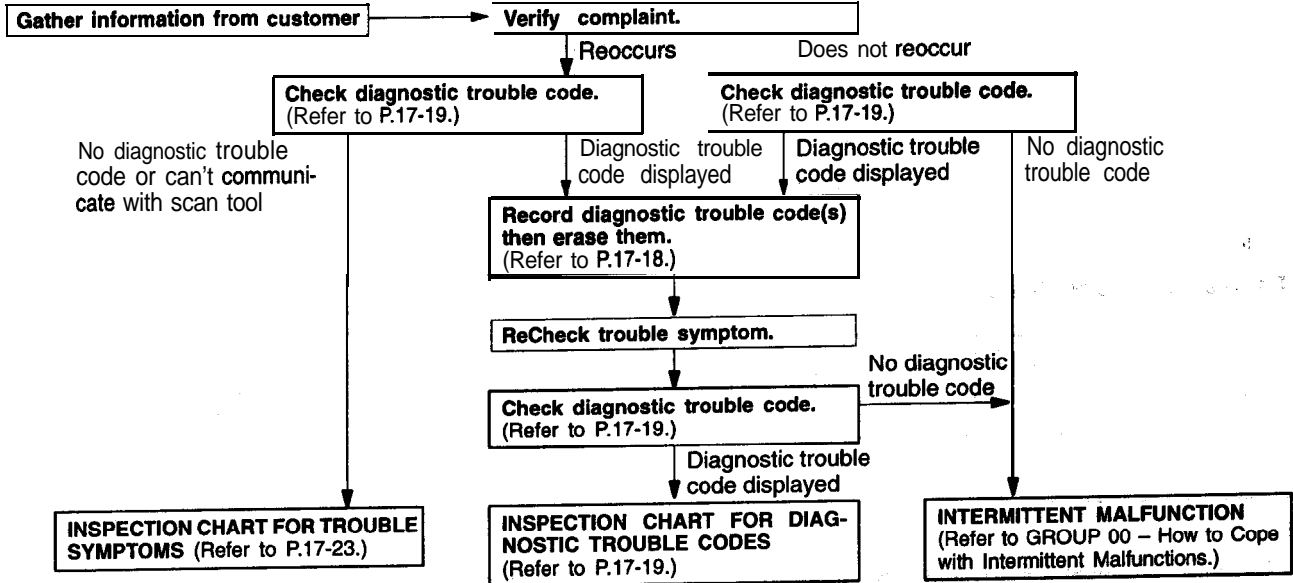 Gather information from customer
Verify complaint.
Reoccurs
Does not reoccur
Check diagnostic trouble code.
(Refer to P.17-19.)
Check diagnostic trouble code.
(Refer to P.17-19.)
No diagnostic trouble
code or can't communi-
cate with scan tool
Diagnostic trouble
code displayed
Diagnostic trouble
code displayed
No diagnostic
trouble code
Record diagnostic trouble code(s)
then erase them.
(Refer to P.17-18.)
ReCheck trouble symptom.
No diagnostic
trouble code
Check diagnostic trouble code.
(Refer to P.17-19.)
Diagnostic trouble
code displayed
INSPECTION CHART FOR TROUBLE
SYMPTOMS (Refer to P.17-23.)
INSPECTION CHART FOR DIAG-
NOSTIC TROUBLE CODES
(Refer to P.17-19.)
INTERMITTENT MALFUNCTION
(Refer to GROUP 00 – How to Cope
with Intermittent Malfunctions.)